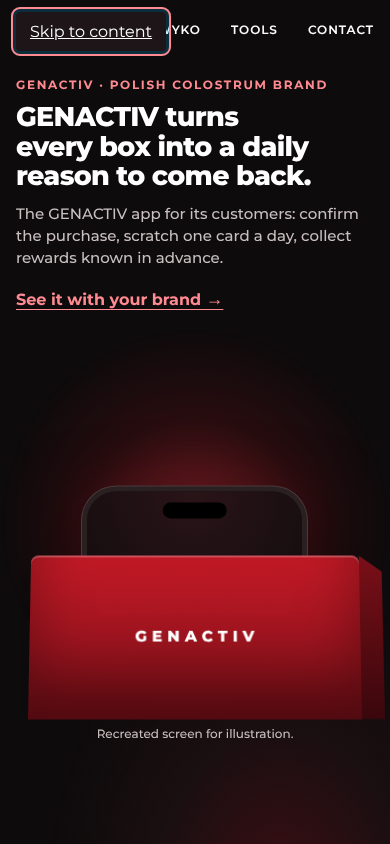 Skip to content
TOOLS
CONTACT
GENACTIV · POLISH COLOSTRUM BRAND
GENACTIV turns
every box into a daily
reason to come back.
The GENACTIV app for its customers: confirm
the purchase, scratch one card a day, collect
rewards known in advance.
See it with your brand →
GENACTIV
Recreated screen for illustration.